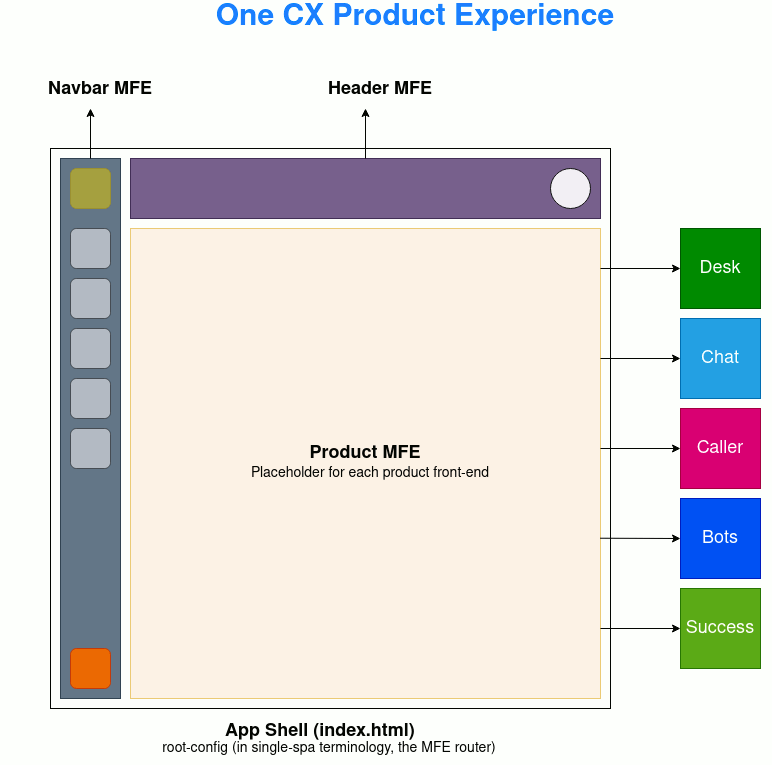 One CX Product Experience
Navbar MFE
Header MFE
Desk
Chat
Caller
Product MFE
Placeholder for each product front-end
Bots
Success
App Shell (index.html)
root-config (in single-spa terminology, the MFE router)